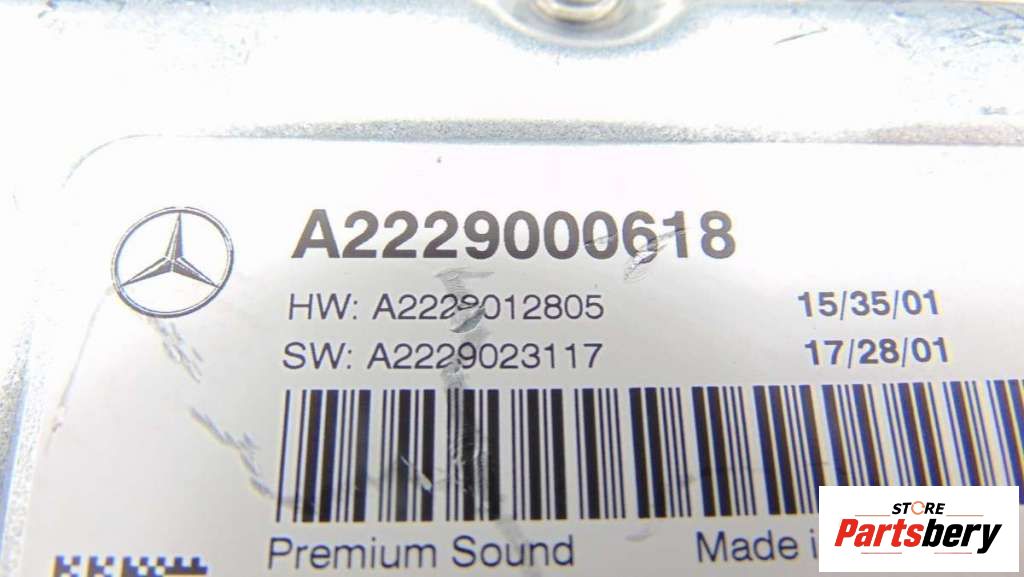 A2229000618
HW: A2229012805 15/35/01
SW: A2229023117 17/28/01
Premium Sound Made
STORE
Partsbery